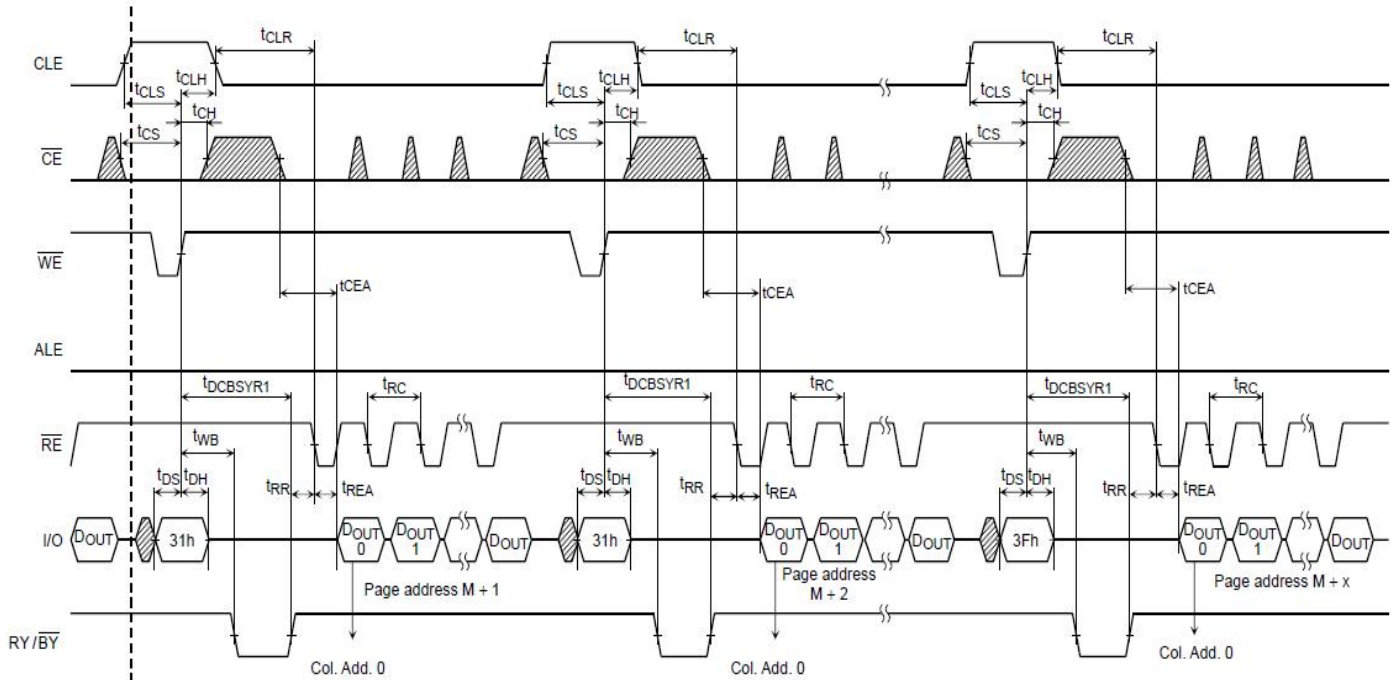 tCLR tCLR tCLR
CLE
tCLH tCLH tCLH
tCLS tCLS tCLS
tCH tCH tCH
tCS tCS tCS
CE
WE
tCEA tCEA tCEA
ALE
tDCBSYR1 tRC tDCBSYR1 tRC tDCBSYR1 tRC
RE
tWB tWB tWB
tDS tDH tDS tDH tDS tDH
tRR tREA tRR tREA tRR tREA
I/O DOUT 31h DOUT 0 DOUT 1 DOUT 31h DOUT 0 DOUT 1 DOUT 3Fh DOUT 0 DOUT 1 DOUT
Page address M + 1
Page address
M + 2
Page address M + x
RY/BY
Col. Add. 0 Col. Add. 0 Col. Add. 0